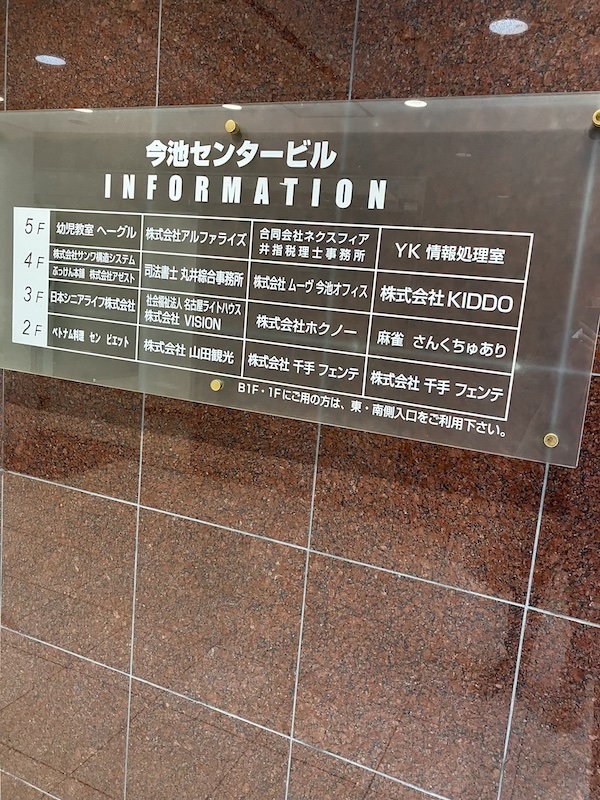 今池センタービル
INFORMATION
5F 幼児教室 ヘーグル 株式会社アルファライズ 合同会社ネクスフィア 井指税理士事務所 YK 情報処理室
4F 株式会社サンワ構造システム ぶっけん本舗 株式会社アゼスト 司法書士 丸井綜合事務所 株式会社 ムーヴ 今池オフィス 株式会社 KIDDO
3F 日本シニアライフ株式会社 社会福祉法人 名古屋ライトハウス 株式会社 VISION 株式会社ホクノー 麻雀 さんくちゅあり
2F ベトナム料理 セン ビエット 株式会社 山田観光 株式会社 千手 フェンテ 株式会社 千手 フェンテ
B1F・1Fにご用の方は、東・南側入口をご利用下さい。